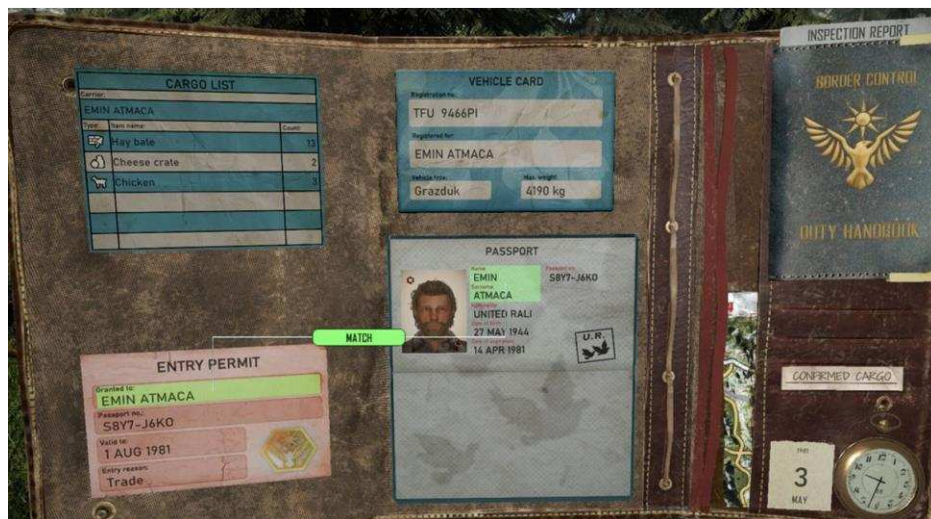 CARGO LIST
Carrier:
EMIN ATMACA
Type: Item name: Count:
Hay bale 13
Cheese crate 2
Chicken 3
VEHICLE CARD
Registration no.:
TFU 9466PI
Registered for:
EMIN ATMACA
Vehicle type: Max. weight:
Grazduk 4190 kg
PASSPORT
Name: Passport no.:
EMIN S8Y7-J6KO
Surname:
ATMACA
Nationality:
UNITED RALI
Date of birth:
27 MAY 1944
Date of expiration:
14 APR 1981
U.R.
MATCH
ENTRY PERMIT
Granted to:
EMIN ATMACA
Passport no.:
S8Y7-J6KO
Valid to:
1 AUG 1981
Entry reason:
Trade
INSPECTION REPORT
BORDER CONTROL
DUTY HANDBOOK
CONFIRMED CARGO
1981
3
MAY